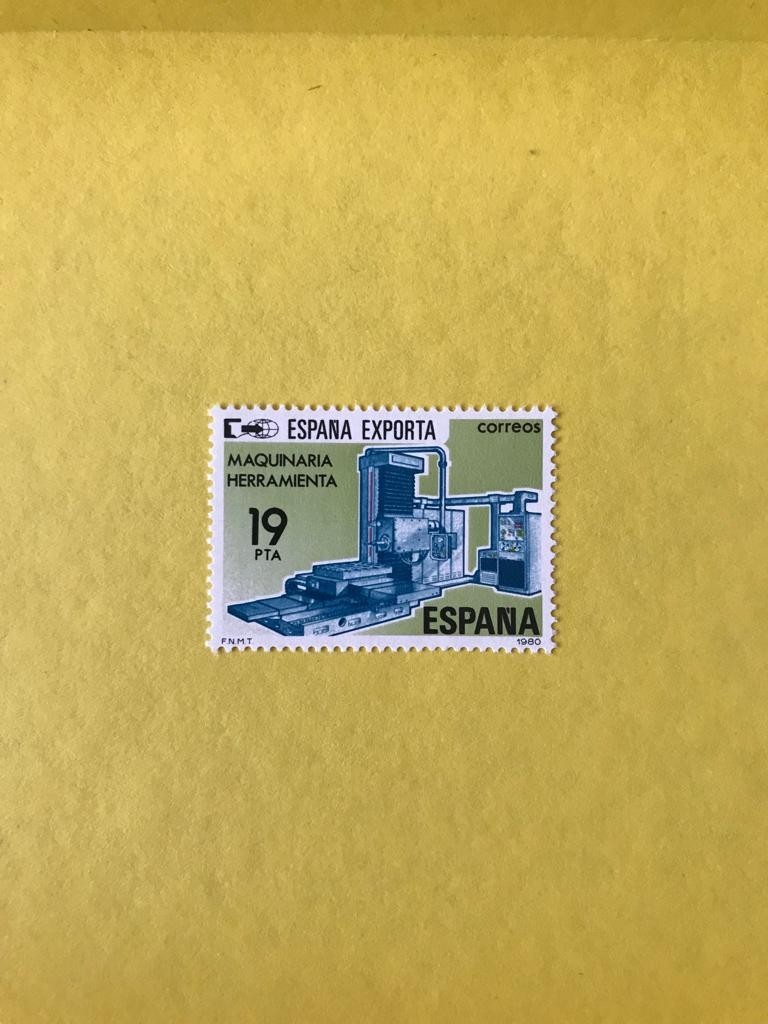 ESPAÑA EXPORTA
correos
MAQUINARIA
HERRAMIENTA
19
PTA
ESPAÑA
F.N.M.T.
1980